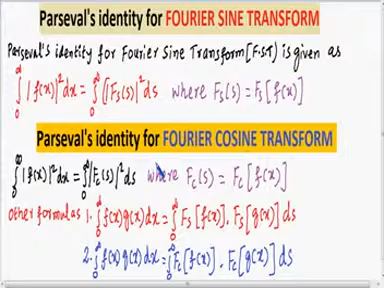 Parseval's identity for FOURIER SINE TRANSFORM
Parseval's identity for Fourier Sine Transform [F.S.T) is given as
∫₀^∞ |f(x)|² dx = ∫₀^∞ |Fs(s)|² ds where Fs(s) = Fs[f(x)]
Parseval's identity for FOURIER COSINE TRANSFORM
∫₀^∞ |f(x)|² dx = ∫₀^∞ |Fc(s)|² ds where Fc(s) = Fc[f(x)]
Other formulas 1. ∫₀^∞ f(x) g(x) dx = ∫₀^∞ Fs[f(x)] . Fs[g(x)] ds
2. ∫₀^∞ f(x) g(x) dx = ∫₀^∞ Fc[f(x)] . Fc[g(x)] ds